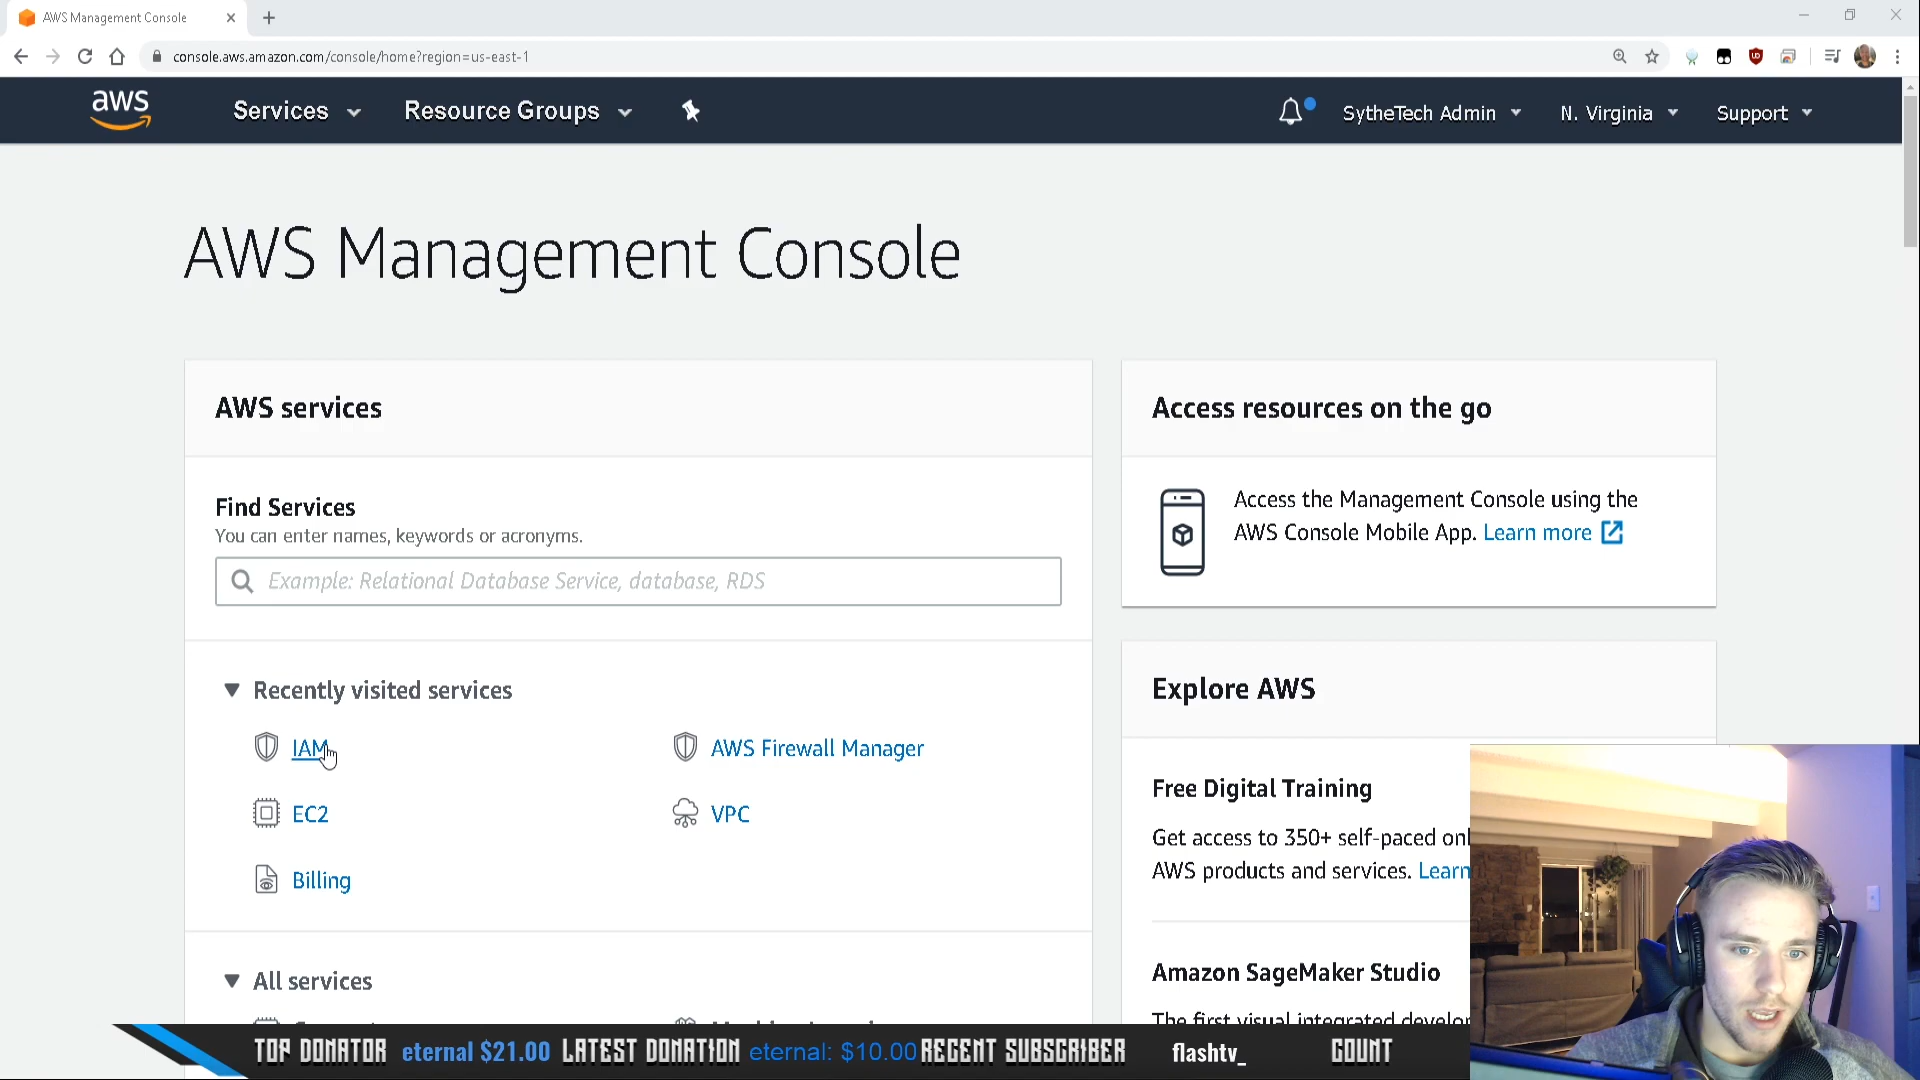 AWS Management Console
console.aws.amazon.com/console/home?region=us-east-1
aws
Services
Resource Groups
SytheTech Admin
N. Virginia
Support
AWS Management Console
AWS services
Find Services
You can enter names, keywords or acronyms.
Example: Relational Database Service, database, RDS
Recently visited services
IAM
AWS Firewall Manager
EC2
VPC
Billing
All services
Access resources on the go
Access the Management Console using the
AWS Console Mobile App. Learn more
Explore AWS
Free Digital Training
Get access to 350+ self-paced onl
AWS products and services. Learn
Amazon SageMaker Studio
The first visual integrated develop
TOP DONATOR eternal $21.00 LATEST DONATION eternal: $10.00 RECENT SUBSCRIBER flashtv_ COUNT